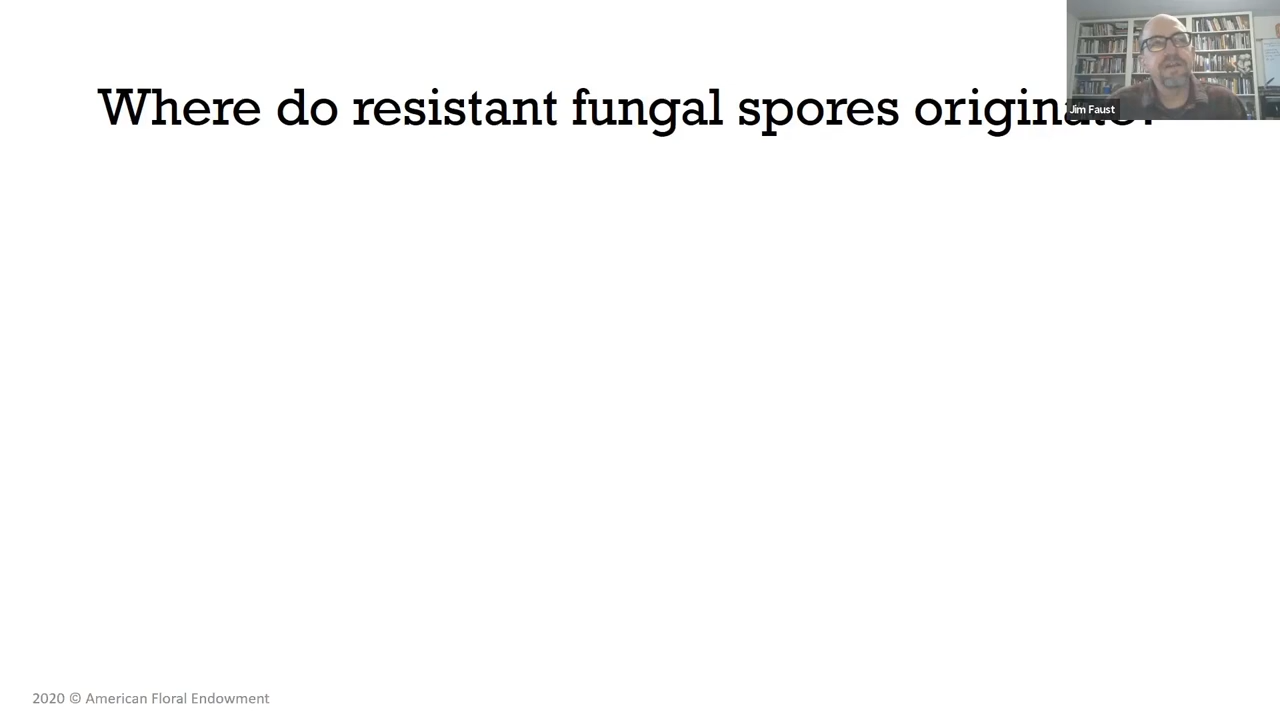 Where do resistant fungal spores
Jim Faust
2020 © American Floral Endowment